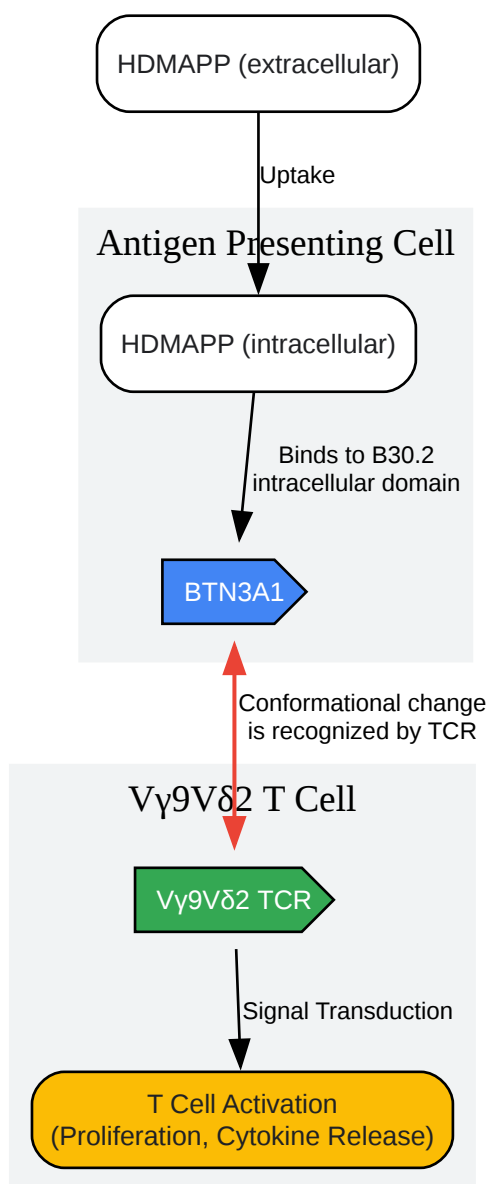 HDMAPP (extracellular)
Uptake
Antigen Presenting Cell
HDMAPP (intracellular)
Binds to B30.2
intracellular domain
BTN3A1
Conformational change
is recognized by TCR
Vγ9Vδ2 T Cell
Vγ9Vδ2 TCR
Signal Transduction
T Cell Activation
(Proliferation, Cytokine Release)